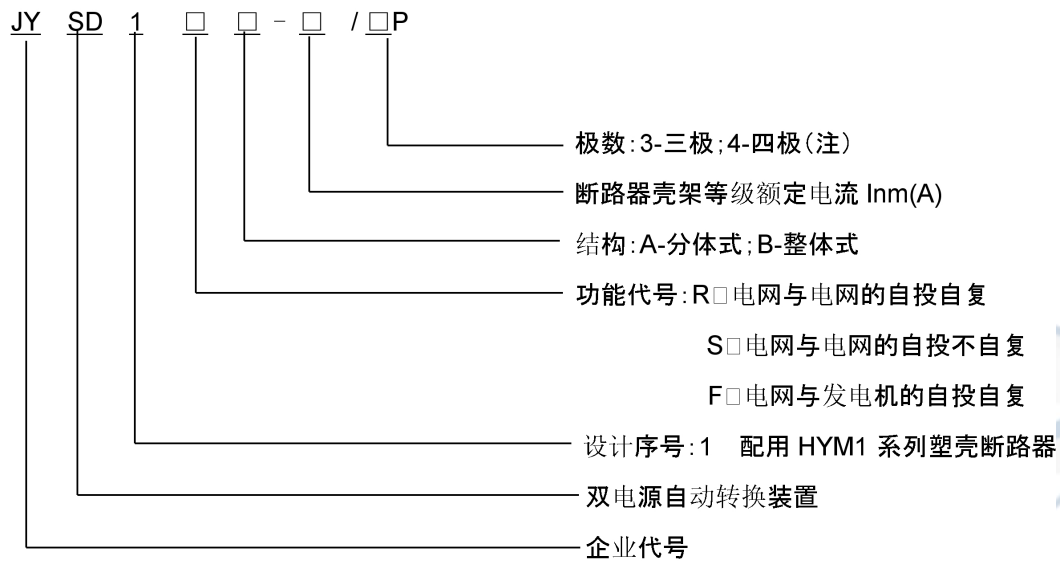 JY SD 1 □ □ - □ / □P
极数:3-三极;4-四极(注)
断路器壳架等级额定电流 Inm(A)
结构:A-分体式;B-整体式
功能代号:R□电网与电网的自投自复
S□电网与电网的自投不自复
F□电网与发电机的自投自复
设计序号:1 配用 HYM1 系列塑壳断路器
双电源自动转换装置
企业代号